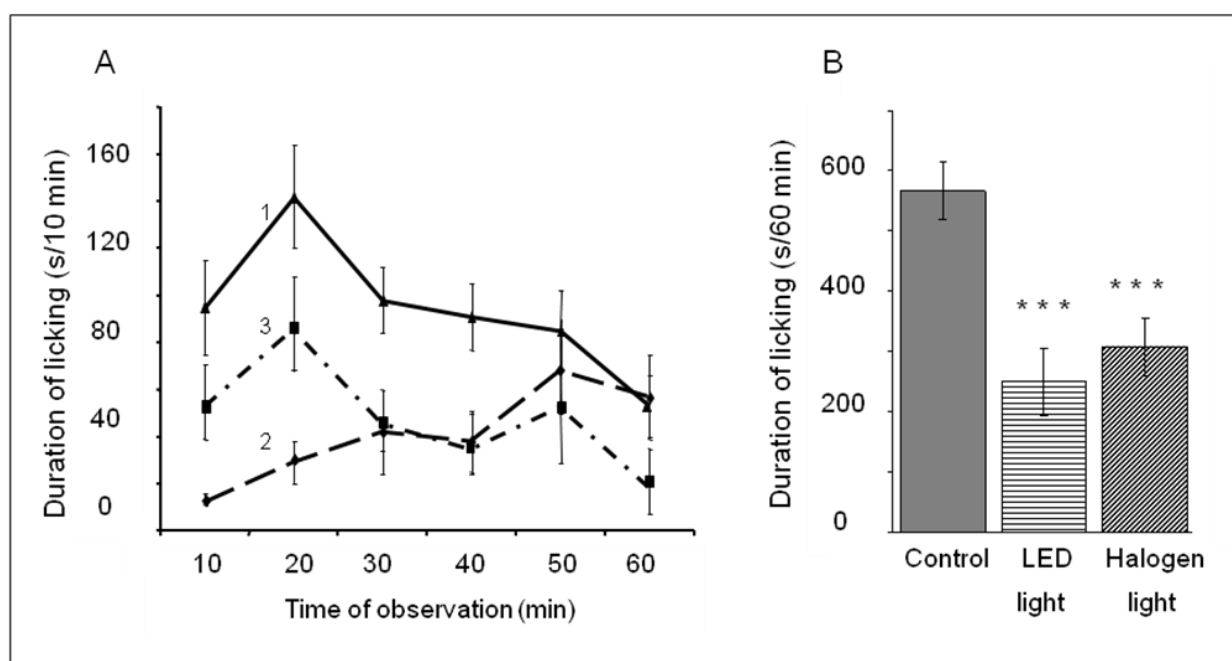 A
Duration of licking (s/10 min)
160
120
80
40
0
1
3
2
10 20 30 40 50 60
Time of observation (min)
B
Duration of licking (s/60 min)
600
400
200
0
* * *
* * *
Control
LED
light
Halogen
light